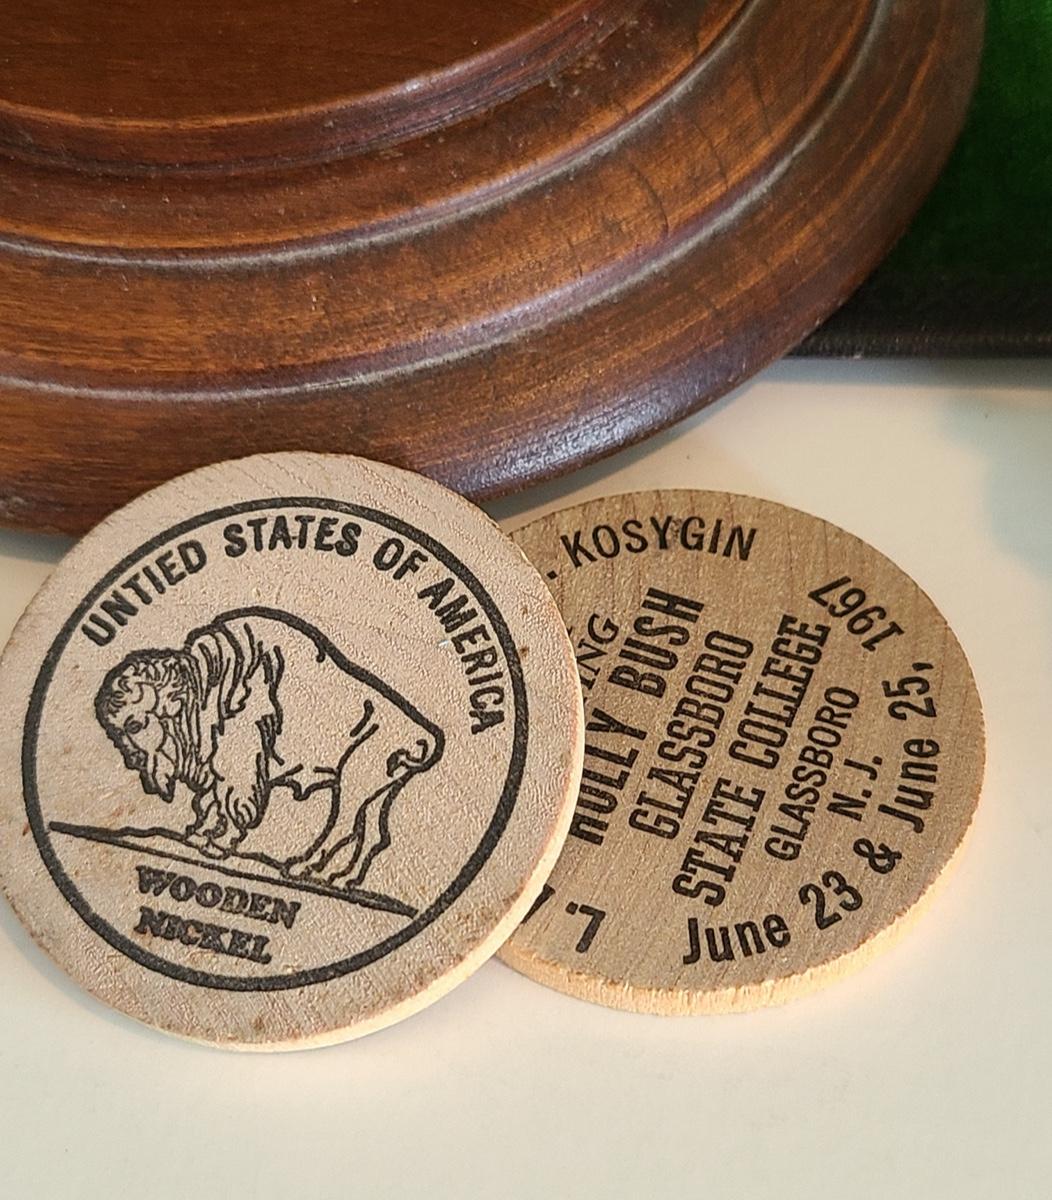 UNTIED STATES OF AMERICA
WOODEN
NICKEL
KOSYGIN
HOLLY BUSH
GLASSBORO
STATE COLLEGE
GLASSBORO
N.J.
June 23 & June 25, 1967
L.